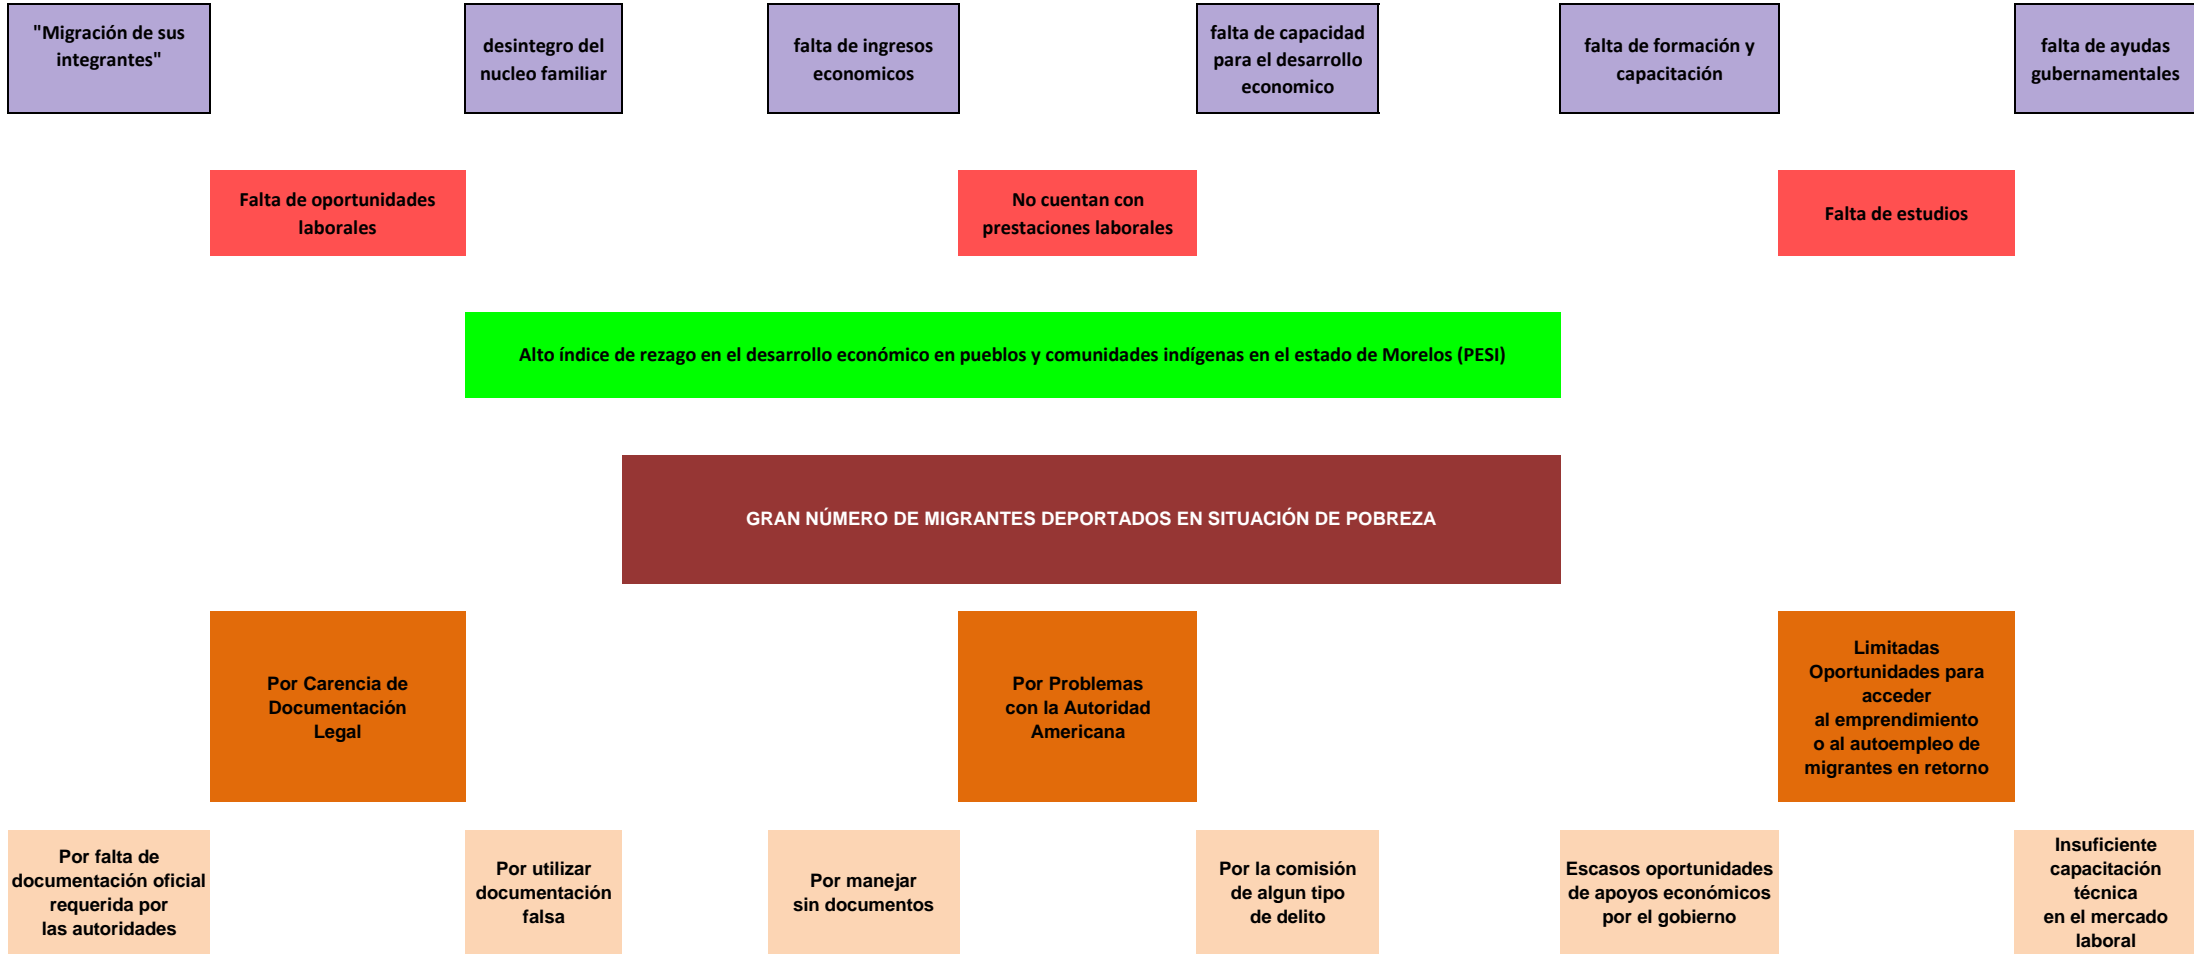 "Migración de sus
integrantes"
desintegro del
nucleo familiar
falta de ingresos
economicos
falta de capacidad
para el desarrollo
economico
falta de formación y
capacitación
falta de ayudas
gubernamentales
Falta de oportunidades
laborales
No cuentan con
prestaciones laborales
Falta de estudios
Alto índice de rezago en el desarrollo económico en pueblos y comunidades indígenas en el estado de Morelos (PESI)
GRAN NÚMERO DE MIGRANTES DEPORTADOS EN SITUACIÓN DE POBREZA
Por Carencia de
Documentación
Legal
Por Problemas
con la Autoridad
Americana
Limitadas
Oportunidades para
acceder
al emprendimiento
o al autoempleo de
migrantes en retorno
Por falta de
documentación oficial
requerida por
las autoridades
Por utilizar
documentación
falsa
Por manejar
sin documentos
Por la comisión
de algun tipo
de delito
Escasos oportunidades
de apoyos económicos
por el gobierno
Insuficiente
capacitación
técnica
en el mercado
laboral